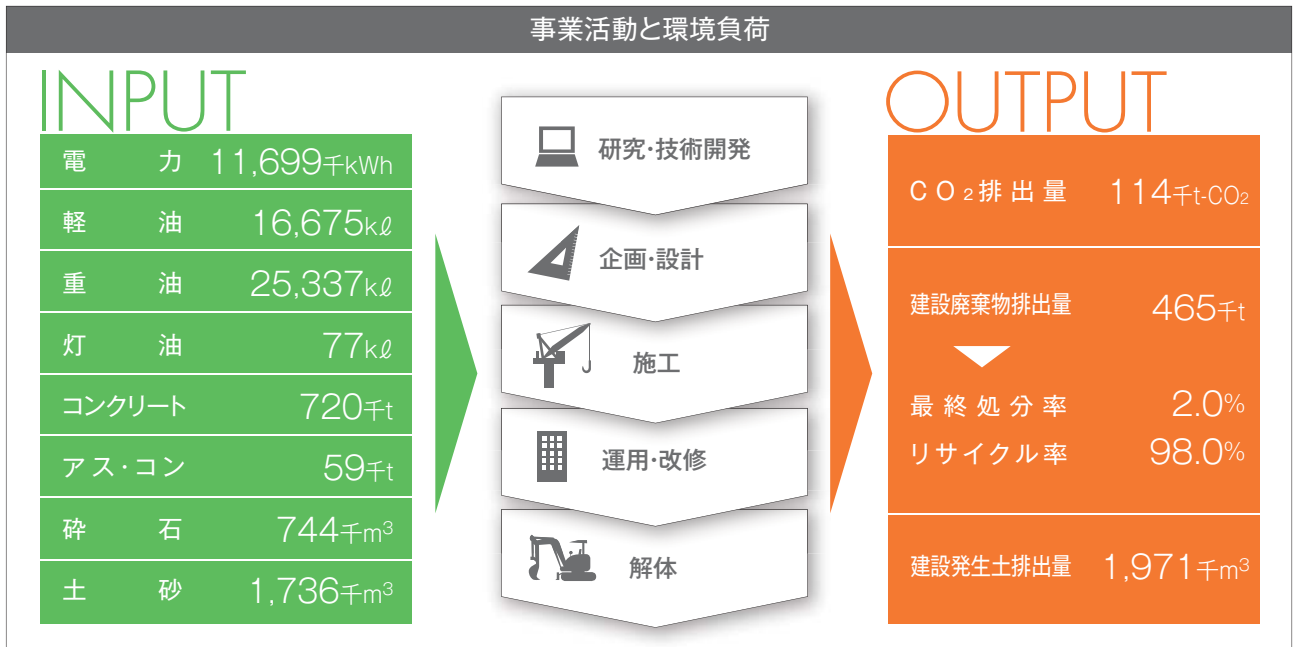 事業活動と環境負荷
INPUT
電力 11,699千kWh
軽油 16,675kℓ
重油 25,337kℓ
灯油 77kℓ
コンクリート 720千t
アス・コン 59千t
砕石 744千m³
土砂 1,736千m³
研究・技術開発
企画・設計
施工
運用・改修
解体
OUTPUT
CO₂排出量 114千t-CO₂
建設廃棄物排出量 465千t
最終処分率 2.0%
リサイクル率 98.0%
建設発生土排出量 1,971千m³